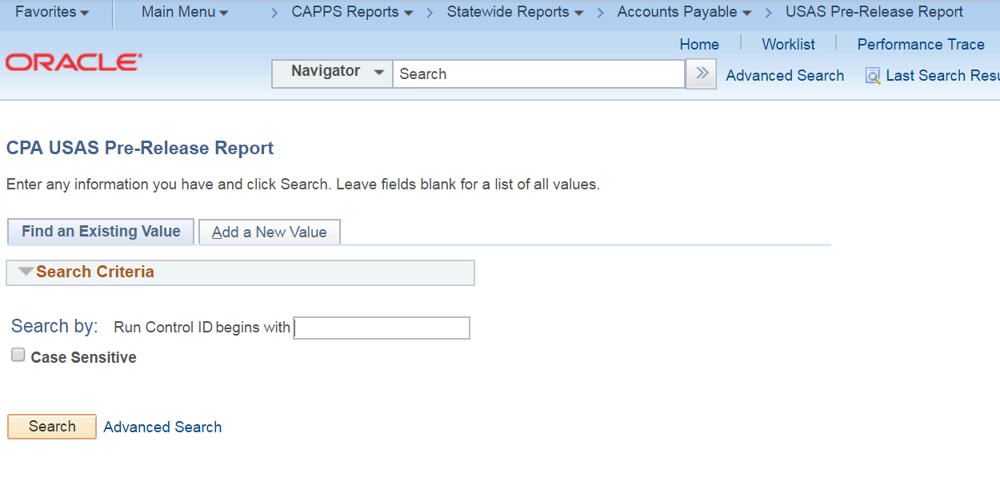 Favorites Main Menu CAPPS Reports Statewide Reports Accounts Payable USAS Pre-Release Report
Home Worklist Performance Trace
ORACLE
Navigator Search Advanced Search Last Search Resu
CPA USAS Pre-Release Report
Enter any information you have and click Search. Leave fields blank for a list of all values.
Find an Existing Value Add a New Value
Search Criteria
Search by: Run Control ID begins with
Case Sensitive
Search Advanced Search